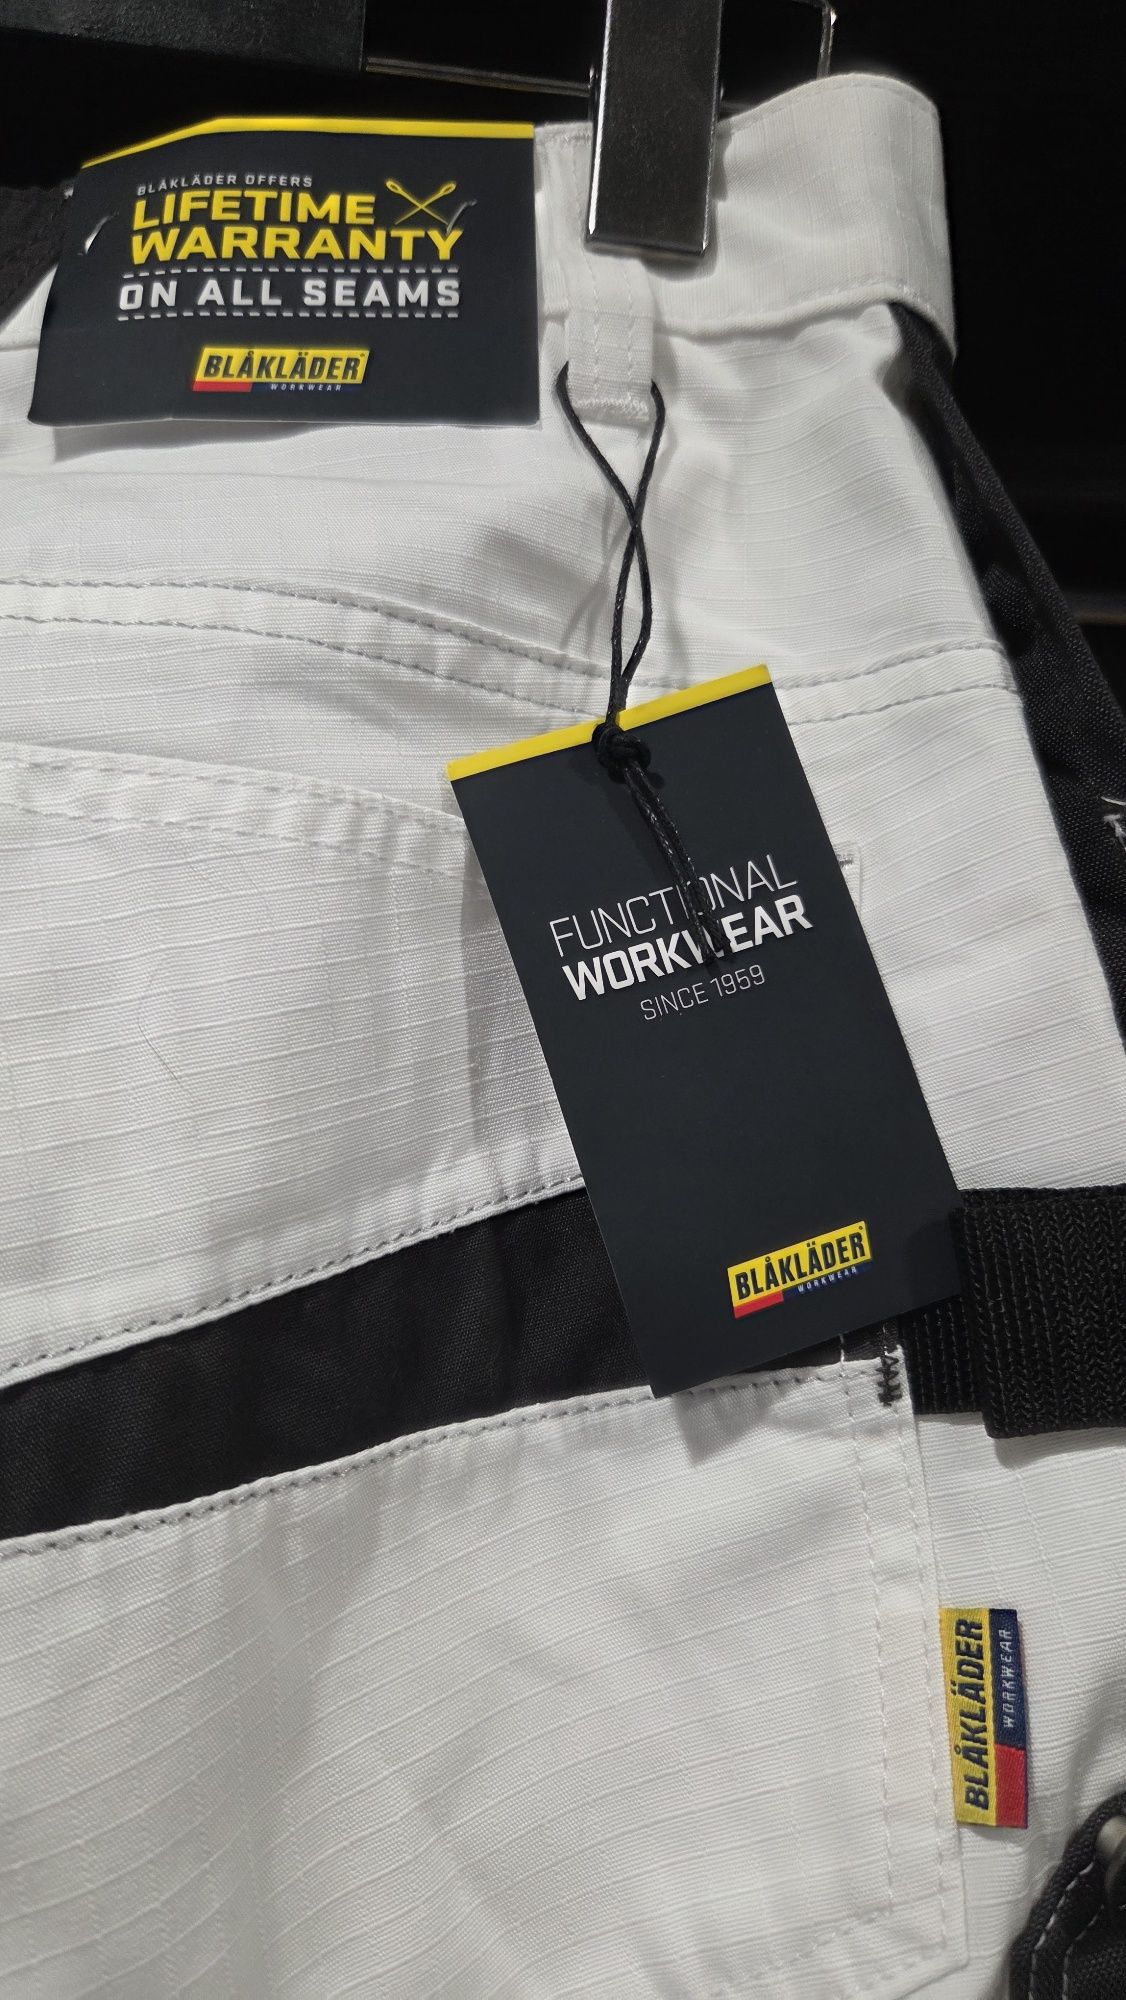 BLÅKLÄDER OFFERS
LIFETIME
WARRANTY
ON ALL SEAMS
BLÅKLÄDER
WORKWEAR
FUNCTIONAL
WORKWEAR
SINCE 1959
BLÅKLÄDER
WORKWEAR
BLÅKLÄDER
WORKWEAR